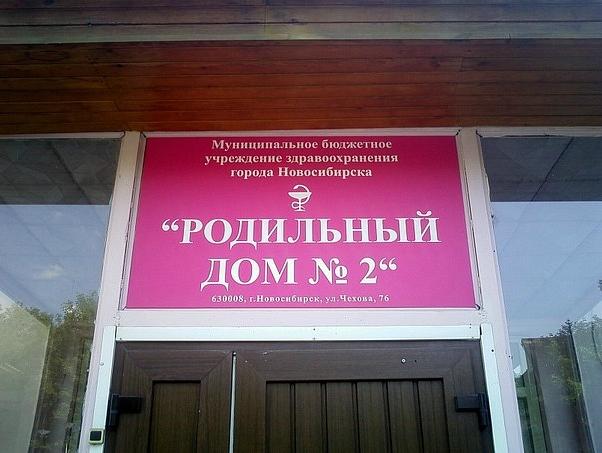 Муниципальное бюджетное
учреждение здравоохранения
города Новосибирска
“РОДИЛЬНЫЙ
ДОМ № 2“
630008, г.Новосибирск, ул.Чехова, 76